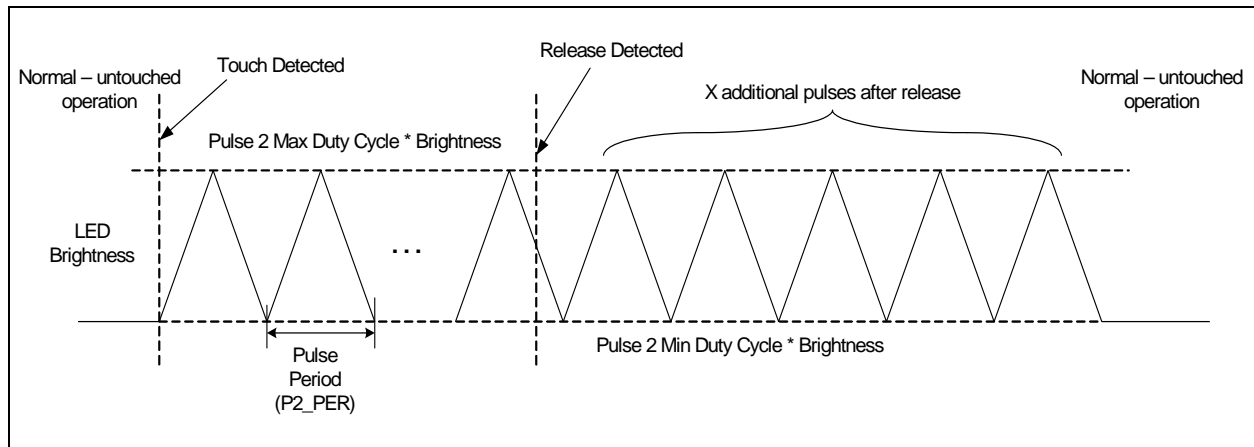 Normal – untouched
operation
Touch Detected
Release Detected
X additional pulses after release
Normal – untouched
operation
Pulse 2 Max Duty Cycle * Brightness
LED
Brightness
. . .
Pulse
Period
(P2_PER)
Pulse 2 Min Duty Cycle * Brightness